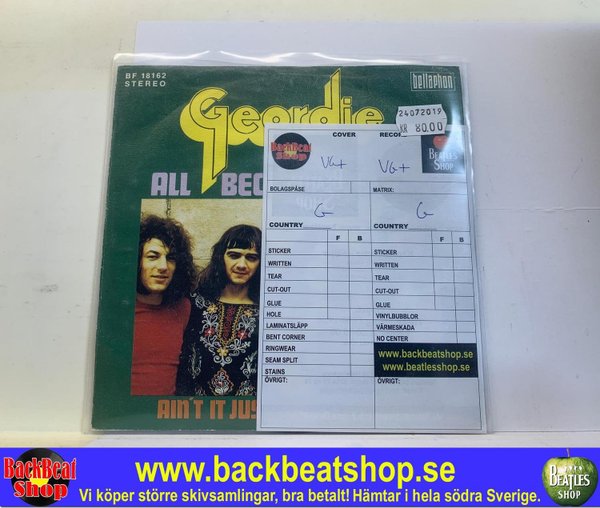 BF 18162
STEREO
bellaphon
Geordie
24072019
KR 80.00
COVER
RECORD
BackBeat
Shop
VG+
VG+
BEATLES
SHOP
ALL BEC
BOLAGSPÅSE
MATRIX:
G
G
COUNTRY
COUNTRY
F B
F B
STICKER
STICKER
WRITTEN
WRITTEN
TEAR
TEAR
CUT-OUT
CUT-OUT
GLUE
GLUE
HOLE
VINYLBUBBLOR
LAMINATSLÄPP
VÄRMESKADA
BENT CORNER
NO CENTER
RINGWEAR
SEAM SPLIT
STAINS
www.backbeatshop.se
www.beatlesshop.se
ÖVRIGT:
ÖVRIGT:
AIN'T IT JUS
BackBeat
Shop
www.backbeatshop.se
Vi köper större skivsamlingar, bra betalt! Hämtar i hela södra Sverige.
BEATLES
SHOP